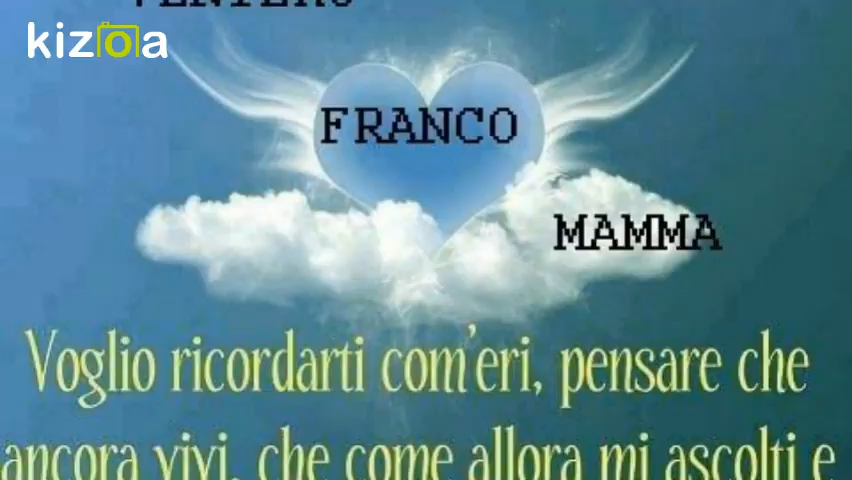 kizoa
FRANCO
MAMMA
Voglio ricordarti com'eri, pensare che
ancora vivi, che come allora mi ascolti e